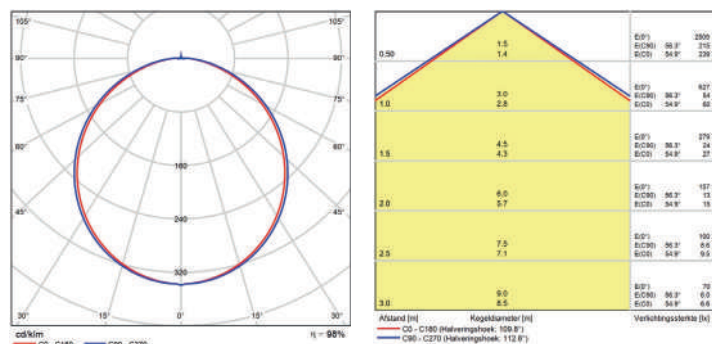 105° 105°
90° 90°
75° 75°
60° 60°
45° 45°
160
240
320
30° 15° 0° 15° 30°
cd/klm η = 98%
C0 - C180 C90 - C270
0.50 1.5 E(0°)
1.4 E(C90) 56.3° 215
E(C0) 54.9° 239
1.0 3.0 E(0°) 627
2.8 E(C90) 56.3° 54
E(C0) 54.9° 60
1.5 4.5 E(0°) 279
4.3 E(C90) 56.3° 24
E(C0) 54.9° 27
2.0 6.0 E(0°) 157
5.7 E(C90) 56.3° 13
E(C0) 54.9° 15
2.5 7.5 E(0°) 100
7.1 E(C90) 56.3° 8.6
E(C0) 54.9° 9.5
3.0 9.0 E(0°) 70
8.5 E(C90) 56.3° 6.0
E(C0) 54.9° 6.6
Afstand [m] Kegeldiameter [m] Verlichtingssterkte [lx]
C0 - C180 (Halveringshoek: 109.8°)
C90 - C270 (Halveringshoek: 112.6°)